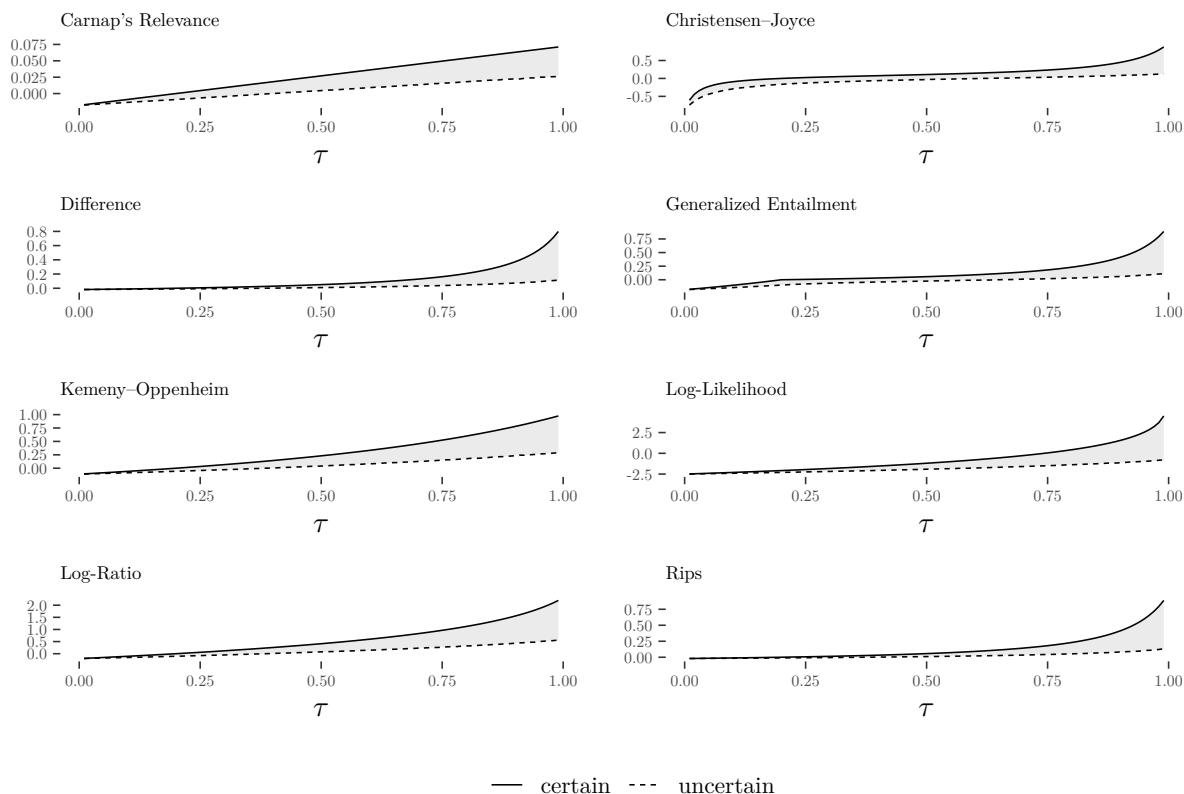 Carnap's Relevance
0.075
0.050
0.025
0.000
0.00 0.25 0.50 0.75 1.00
τ
Christensen–Joyce
0.5
0.0
-0.5
0.00 0.25 0.50 0.75 1.00
τ
Difference
0.8
0.6
0.4
0.2
0.0
0.00 0.25 0.50 0.75 1.00
τ
Generalized Entailment
0.75
0.50
0.25
0.00
0.00 0.25 0.50 0.75 1.00
τ
Kemeny–Oppenheim
1.00
0.75
0.50
0.25
0.00
0.00 0.25 0.50 0.75 1.00
τ
Log-Likelihood
2.5
0.0
-2.5
0.00 0.25 0.50 0.75 1.00
τ
Log-Ratio
2.0
1.5
1.0
0.5
0.0
0.00 0.25 0.50 0.75 1.00
τ
Rips
0.75
0.50
0.25
0.00
0.00 0.25 0.50 0.75 1.00
τ
certain uncertain